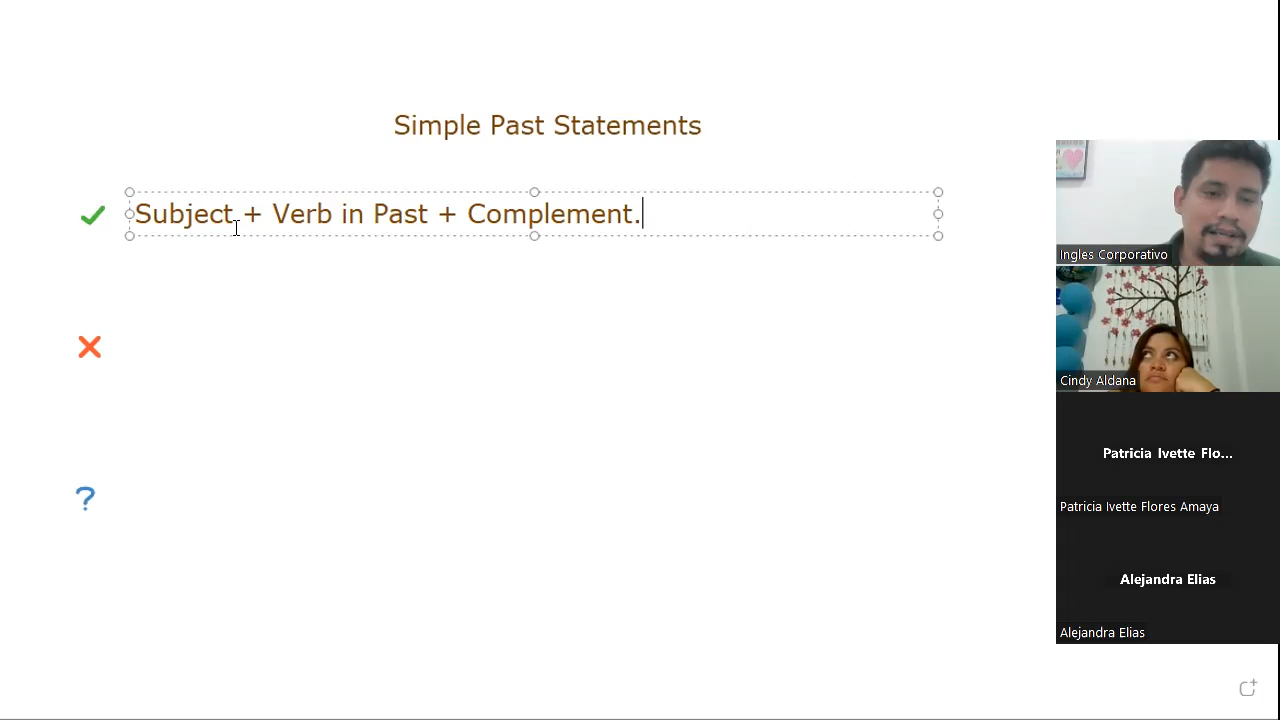 Simple Past Statements
Subject + Verb in Past + Complement.
Ingles Corporativo
Cindy Aldana
Patricia Ivette Flo...
Patricia Ivette Flores Amaya
Alejandra Elias
Alejandra Elias